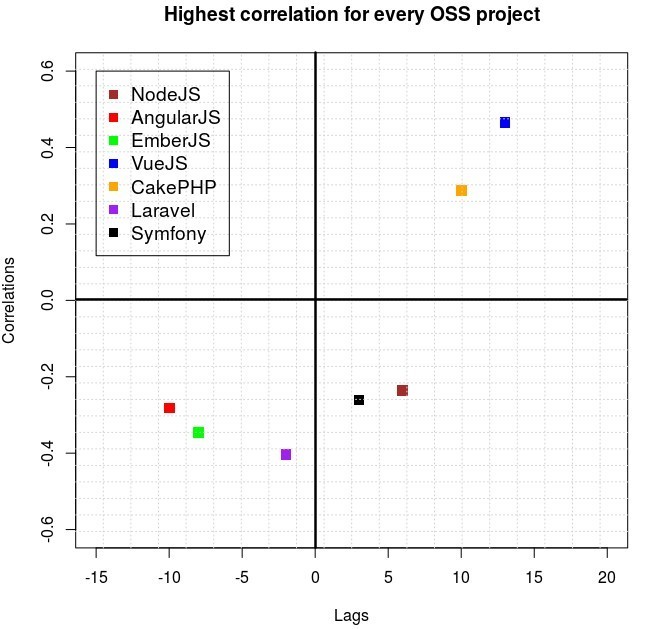 Highest correlation for every OSS project
NodeJS
AngularJS
EmberJS
VueJS
CakePHP
Laravel
Symfony
Correlations
0.6
0.4
0.2
0.0
-0.2
-0.4
-0.6
-15 -10 -5 0 5 10 15 20
Lags